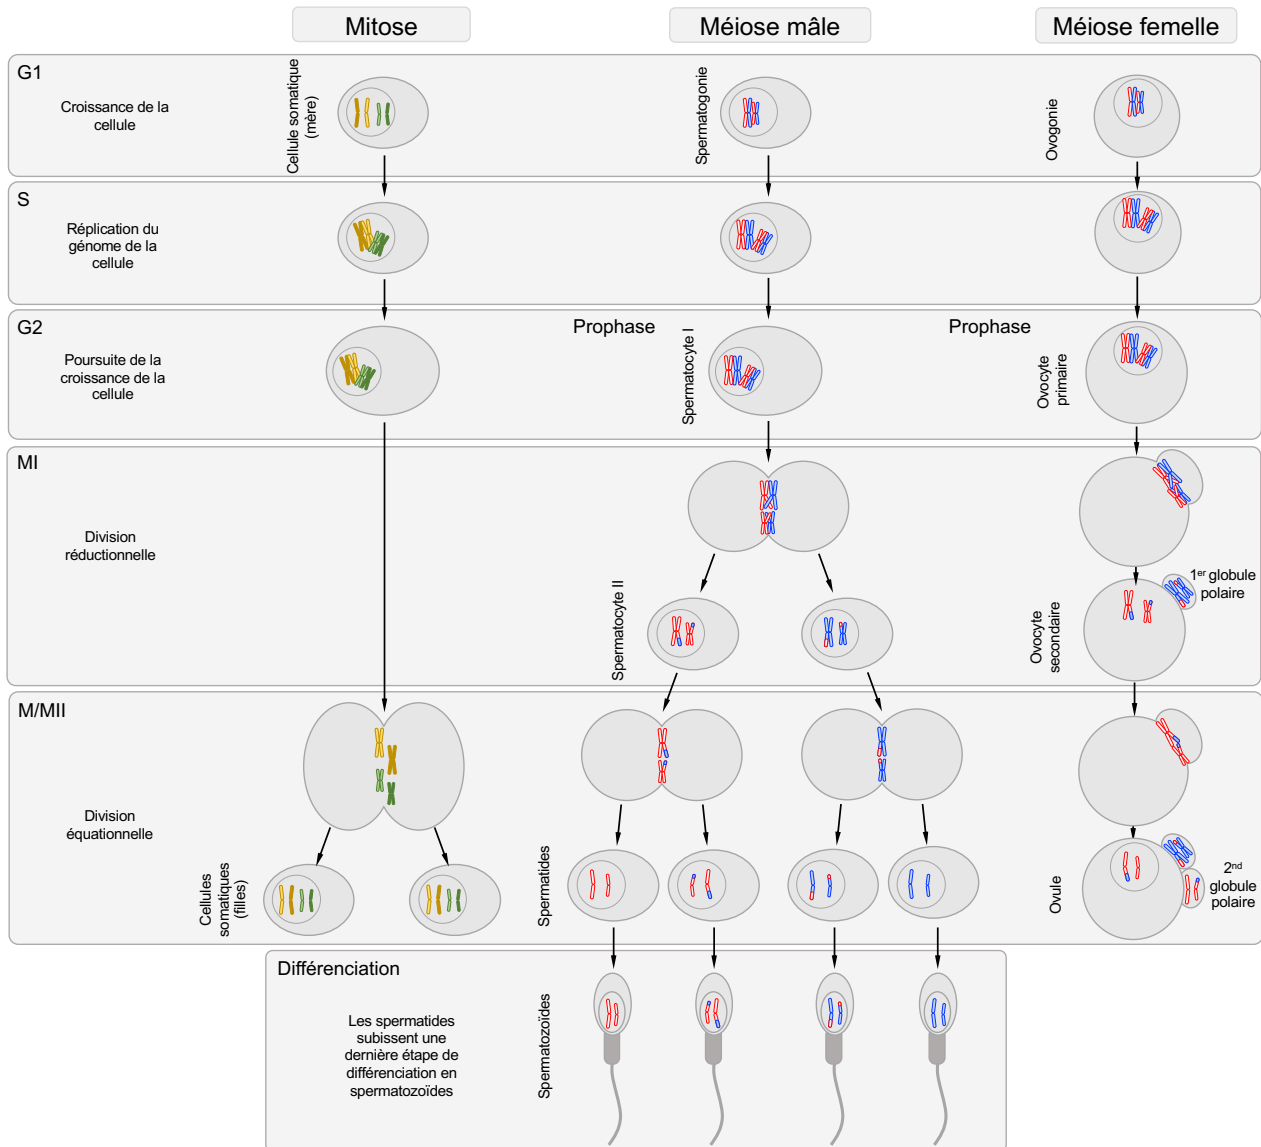 Mitose
Méiose mâle
Méiose femelle
G1
Croissance de la
cellule
Cellule somatique
(mère)
Spermatogonie
Ovogonie
S
Réplication du
génome de la
cellule
G2
Poursuite de la
croissance de la
cellule
Prophase
Spermatocyte I
Prophase
Ovocyte
primaire
MI
Division
réductionnelle
Spermatocyte II
Ovocyte
secondaire
1er globule
polaire
M/MII
Division
équationnelle
Cellules
somatiques
(filles)
Spermatides
Ovule
2nd
globule
polaire
Différenciation
Les spermatides
subissent une
dernière étape de
différenciation en
spermatozoïdes
Spermatozoïdes